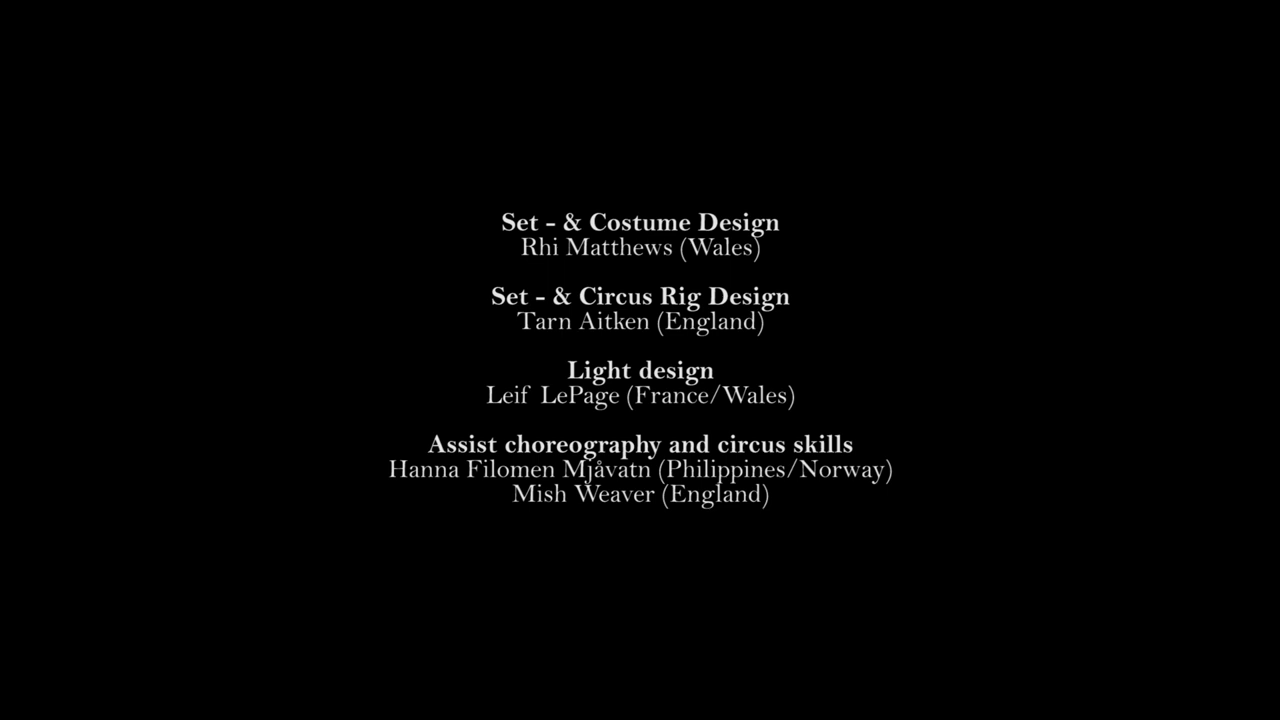 Set - & Costume Design
Rhi Matthews (Wales)
Set - & Circus Rig Design
Tarn Aitken (England)
Light design
Leif LePage (France/Wales)
Assist choreography and circus skills
Hanna Filomen Mjåvatn (Philippines/Norway)
Mish Weaver (England)